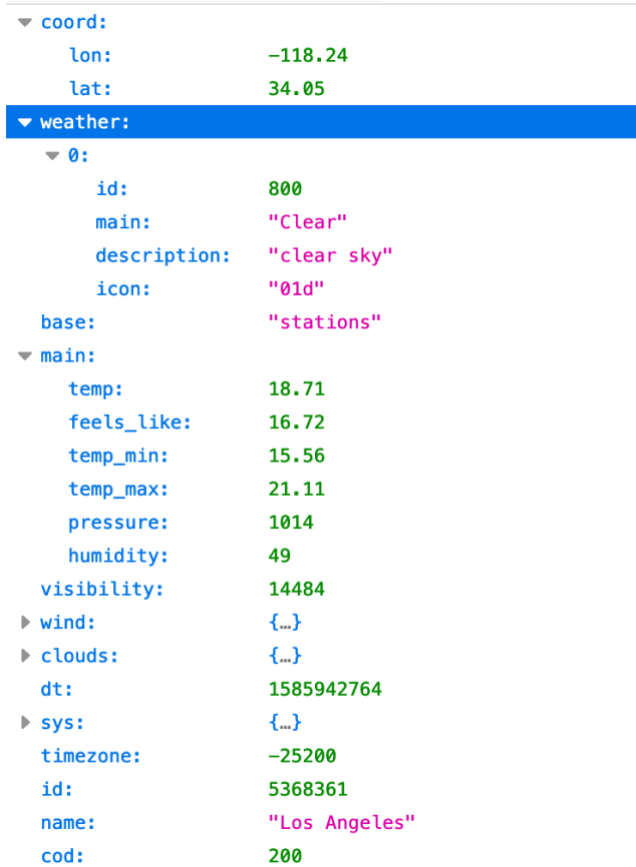 coord:
lon: -118.24
lat: 34.05
weather:
0:
id: 800
main: "Clear"
description: "clear sky"
icon: "01d"
base: "stations"
main:
temp: 18.71
feels_like: 16.72
temp_min: 15.56
temp_max: 21.11
pressure: 1014
humidity: 49
visibility: 14484
wind: {…}
clouds: {…}
dt: 1585942764
sys: {…}
timezone: -25200
id: 5368361
name: "Los Angeles"
cod: 200